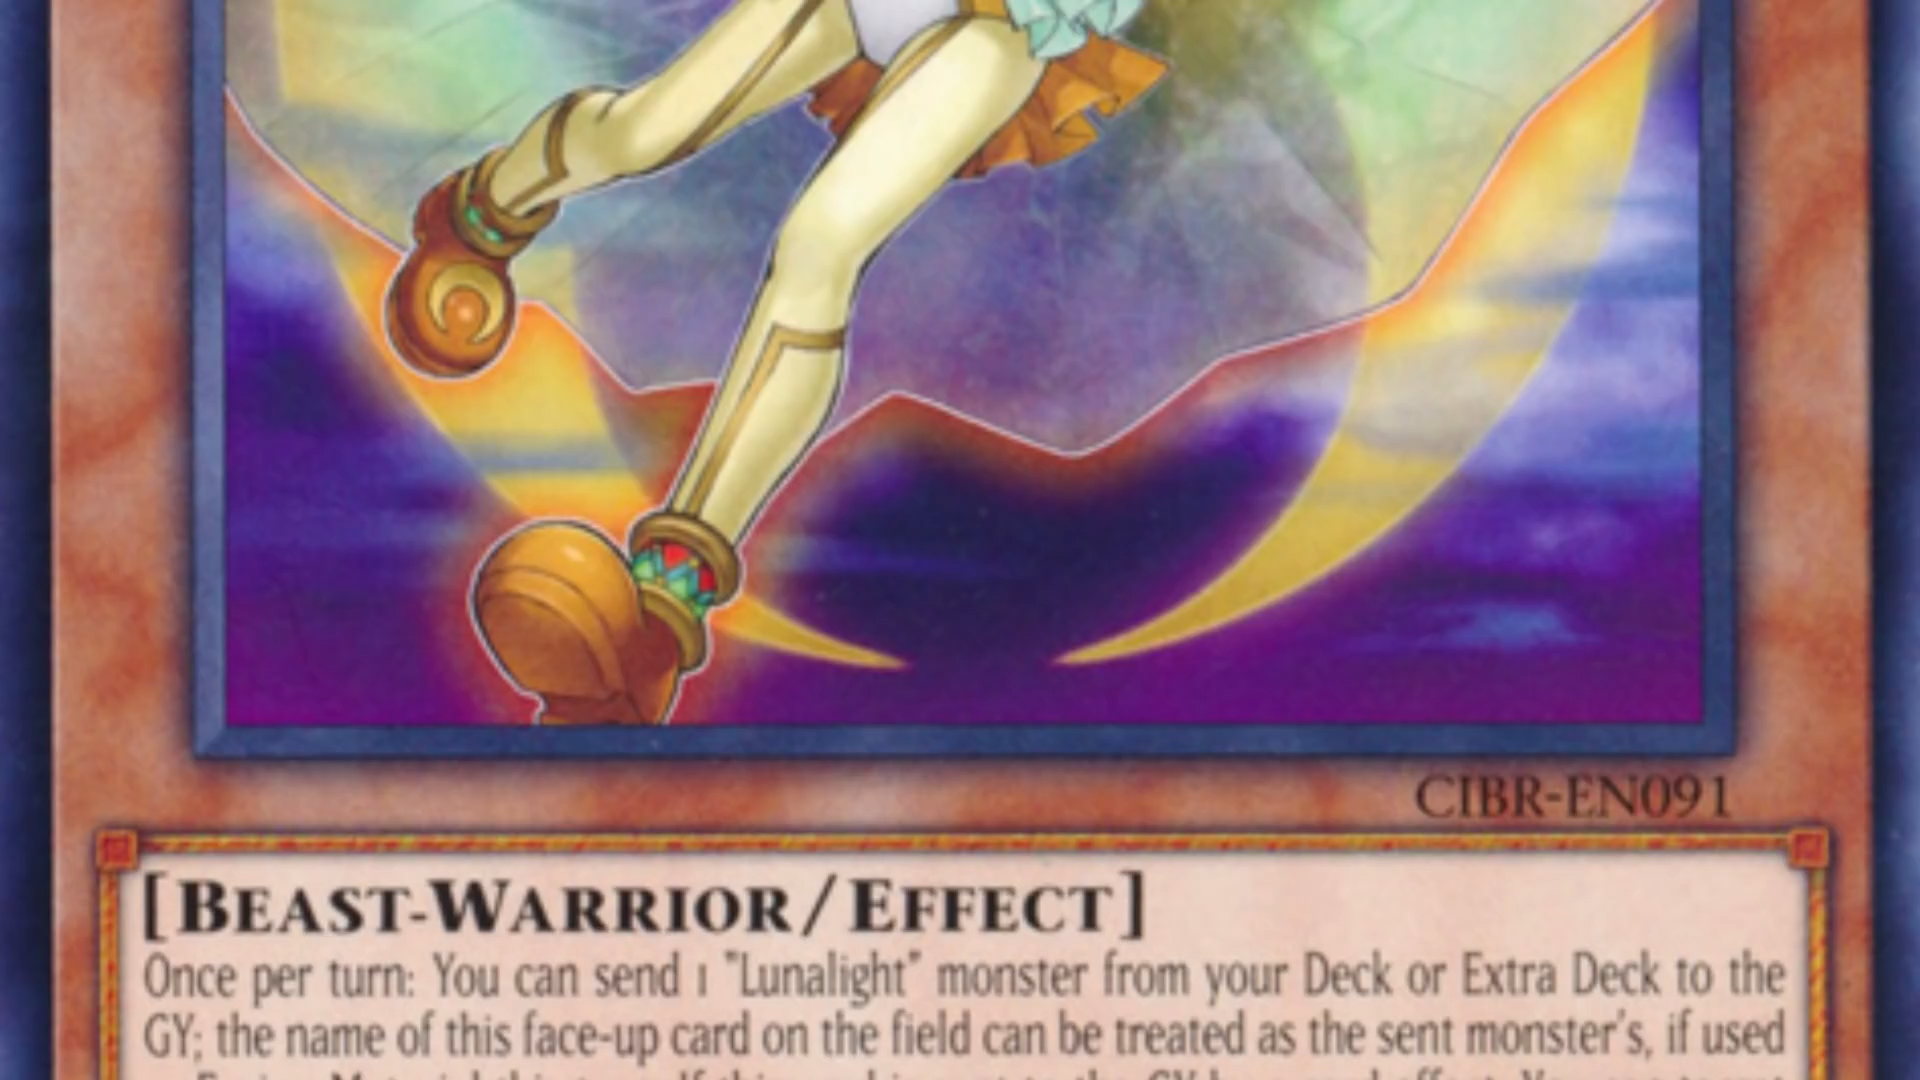 CIBR-EN091
[BEAST-WARRIOR/EFFECT]
Once per turn: You can send 1 "Lunalight" monster from your Deck or Extra Deck to the
GY; the name of this face-up card on the field can be treated as the sent monster's, if used